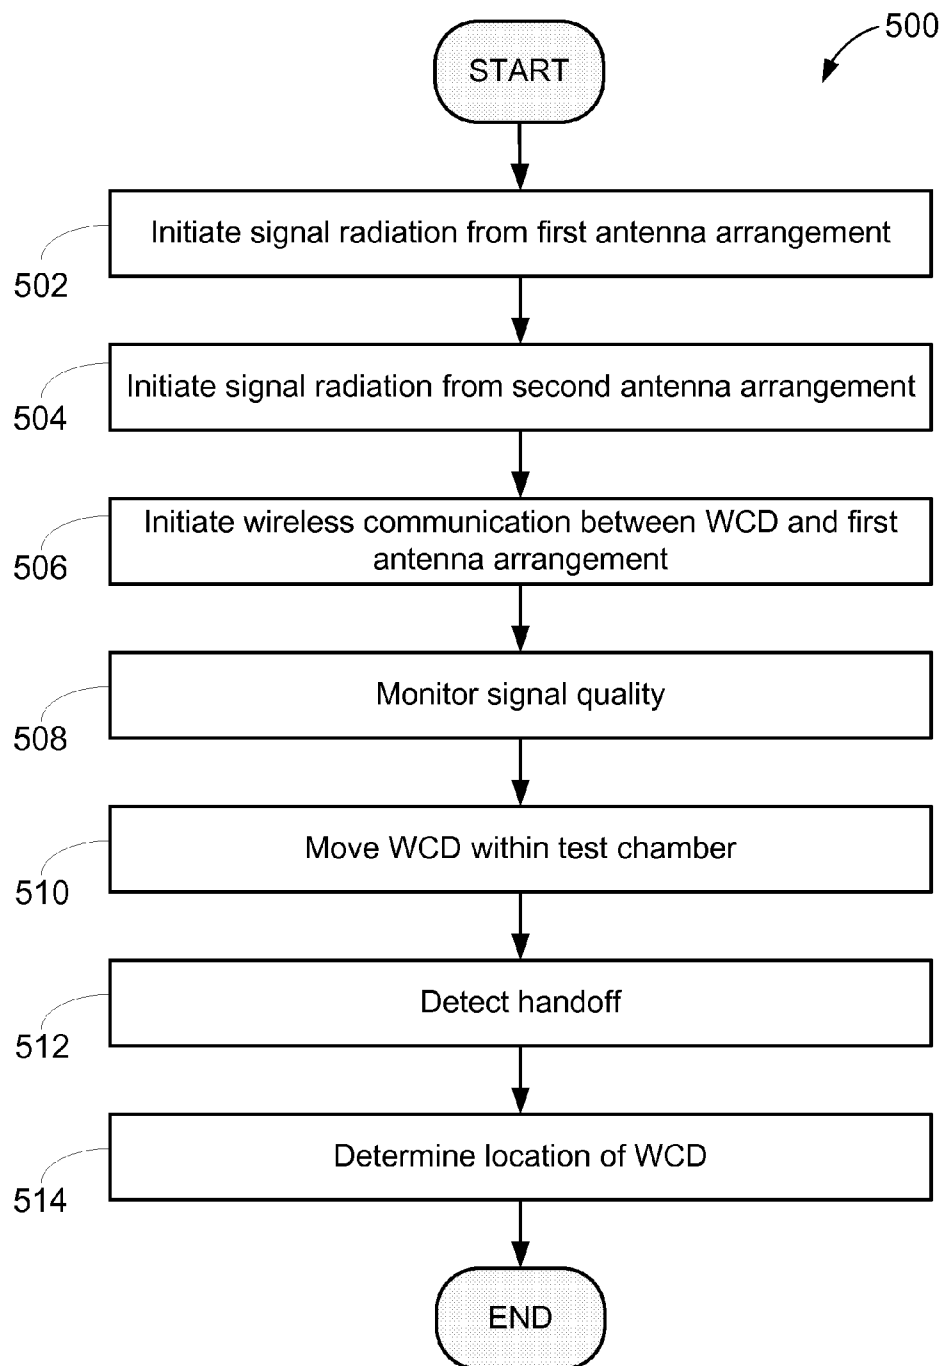 500
START
Initiate signal radiation from first antenna arrangement
502
Initiate signal radiation from second antenna arrangement
504
Initiate wireless communication between WCD and first
antenna arrangement
506
Monitor signal quality
508
Move WCD within test chamber
510
Detect handoff
512
Determine location of WCD
514
END